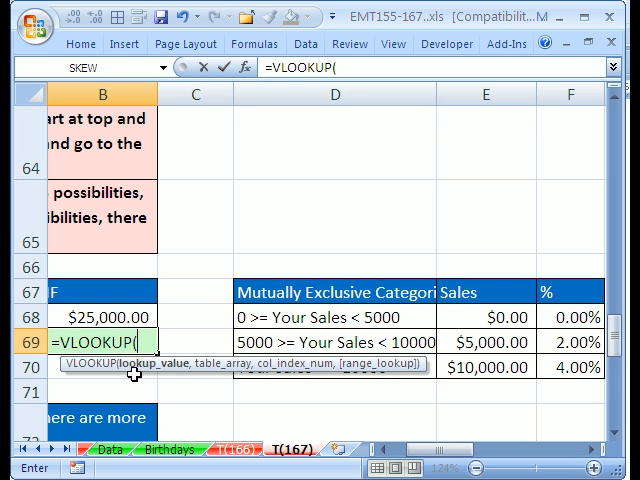 EMT155-167..xls [Compatibilit... M
Home Insert Page Layout Formulas Data Review View Developer Add-Ins
SKEW =VLOOKUP(
B C D E F
art at top and
nd go to the
64
possibilities,
ibilities, there
65
66
67 IF Mutually Exclusive Categori Sales %
68 $25,000.00 0 >= Your Sales < 5000 $0.00 0.00%
69 =VLOOKUP( 5000 >= Your Sales < 10000 $5,000.00 2.00%
VLOOKUP(lookup_value, table_array, col_index_num, [range_lookup])
70 $10,000.00 4.00%
71
here are more
Data Birthdays T(166) T(167)
Enter 124%